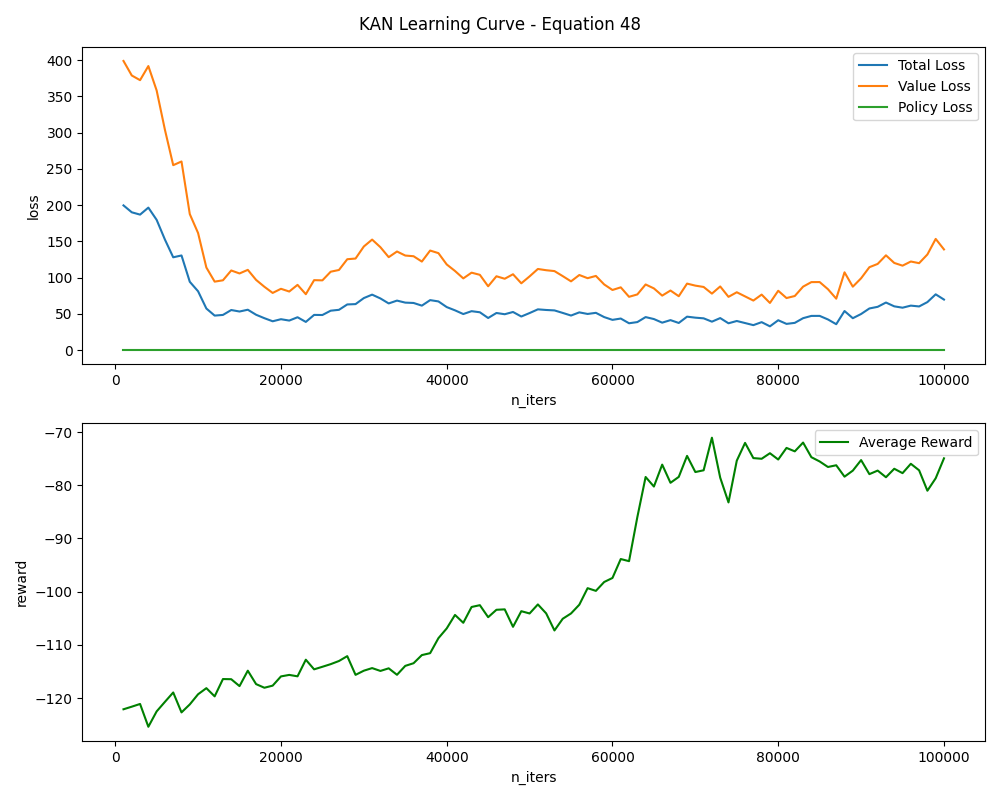 KAN Learning Curve - Equation 48
400
350
300
250
200
150
100
50
0
loss
Total Loss
Value Loss
Policy Loss
0 20000 40000 60000 80000 100000
n_iters
−70
−80
−90
−100
−110
−120
reward
Average Reward
0 20000 40000 60000 80000 100000
n_iters